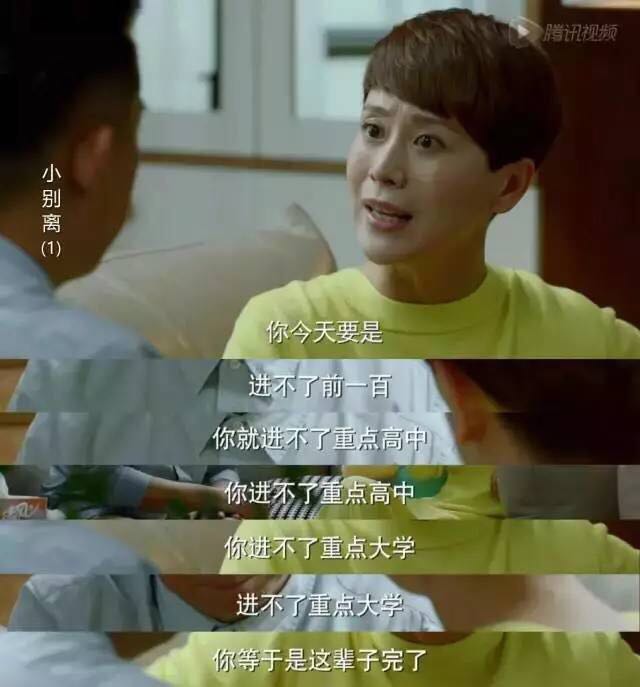 腾讯视频
小别离
(1)
你今天要是
进不了前一百
你就进不了重点高中
你进不了重点高中
你进不了重点大学
进不了重点大学
你等于是这辈子完了